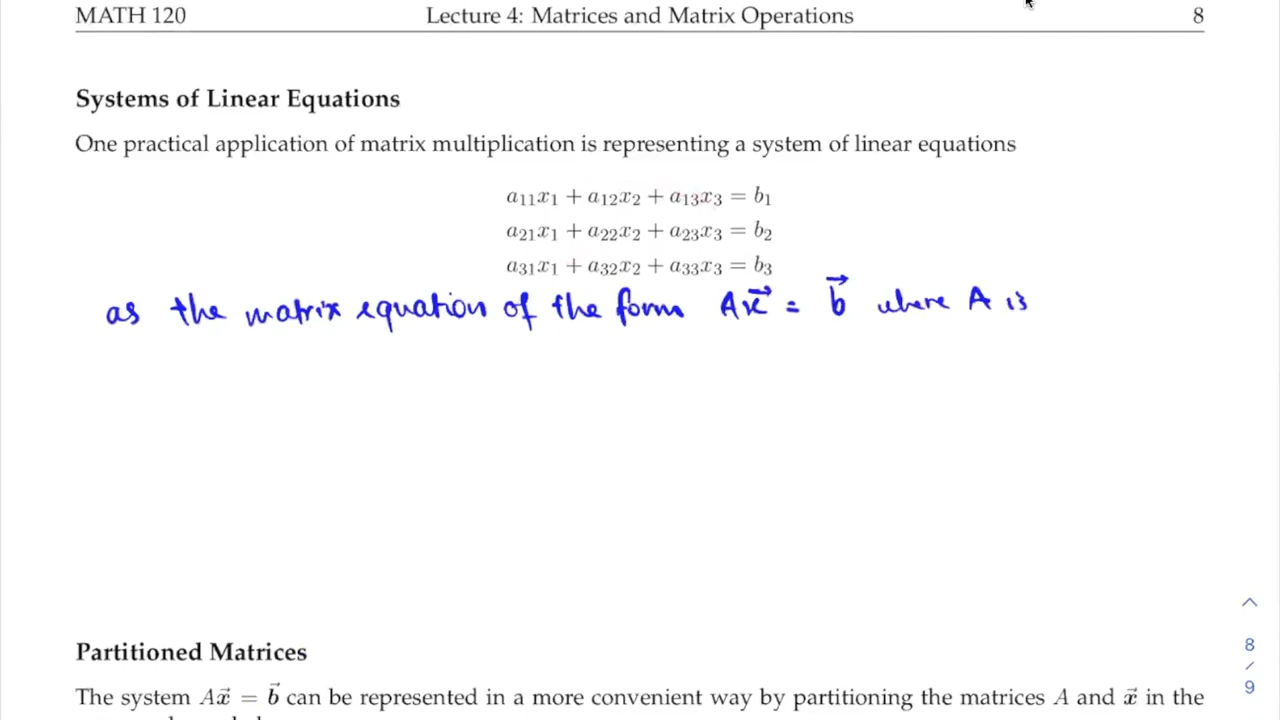 MATH 120 Lecture 4: Matrices and Matrix Operations 8
Systems of Linear Equations
One practical application of matrix multiplication is representing a system of linear equations
a₁₁x₁ + a₁₂x₂ + a₁₃x₃ = b₁
a₂₁x₁ + a₂₂x₂ + a₂₃x₃ = b₂
a₃₁x₁ + a₃₂x₂ + a₃₃x₃ = b₃
as the matrix equation of the form Ax⃗ = b⃗ where A is
8
/
9
Partitioned Matrices
The system Ax⃗ = b⃗ can be represented in a more convenient way by partitioning the matrices A and x⃗ in the